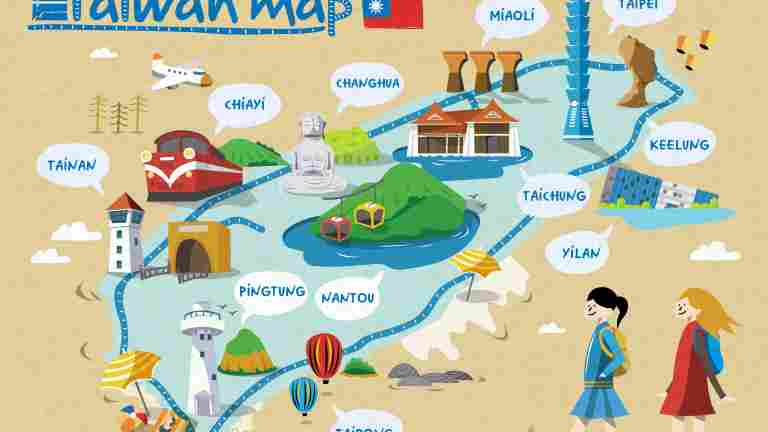 Taiwan map
MIAOLI
TAIPEI
CHANGHUA
CHIAYI
KEELUNG
TAINAN
TAICHUNG
YILAN
PINGTUNG
NANTOU